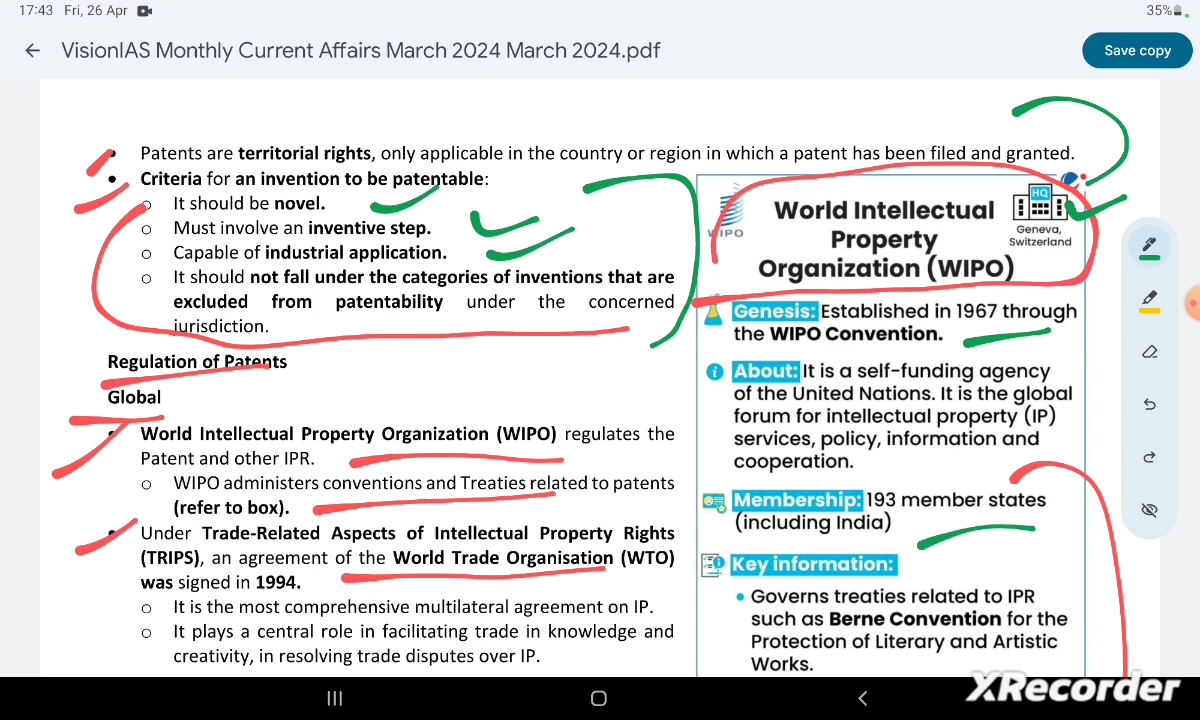 17:43 Fri, 26 Apr
35%
VisionIAS Monthly Current Affairs March 2024 March 2024.pdf
Save copy
• Patents are territorial rights, only applicable in the country or region in which a patent has been filed and granted.
• Criteria for an invention to be patentable:
o It should be novel.
o Must involve an inventive step.
o Capable of industrial application.
o It should not fall under the categories of inventions that are
excluded from patentability under the concerned
jurisdiction.
Regulation of Patents
Global
• World Intellectual Property Organization (WIPO) regulates the
Patent and other IPR.
o WIPO administers conventions and Treaties related to patents
(refer to box).
• Under Trade-Related Aspects of Intellectual Property Rights
(TRIPS), an agreement of the World Trade Organisation (WTO)
was signed in 1994.
o It is the most comprehensive multilateral agreement on IP.
o It plays a central role in facilitating trade in knowledge and
creativity, in resolving trade disputes over IP.
WIPO
World Intellectual
Property
Organization (WIPO)
HQ
Geneva,
Switzerland
Genesis: Established in 1967 through
the WIPO Convention.
About: It is a self-funding agency
of the United Nations. It is the global
forum for intellectual property (IP)
services, policy, information and
cooperation.
Membership: 193 member states
(including India)
Key information:
• Governs treaties related to IPR
such as Berne Convention for the
Protection of Literary and Artistic
Works.
XRecorder